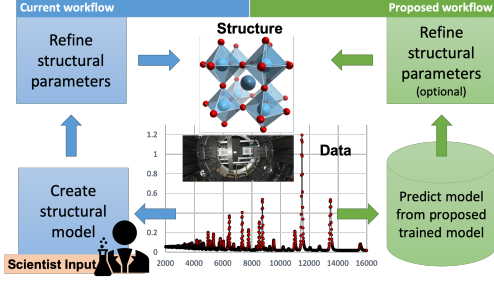 Current workflow
Proposed workflow
Refine
structural
parameters
Structure
Refine
structural
parameters
(optional)
Data
1.2
1
0.8
0.6
0.4
0.2
0
2000 4000 6000 8000 10000 12000 14000 16000
Create
structural
model
Scientist Input
Predict model
from proposed
trained model